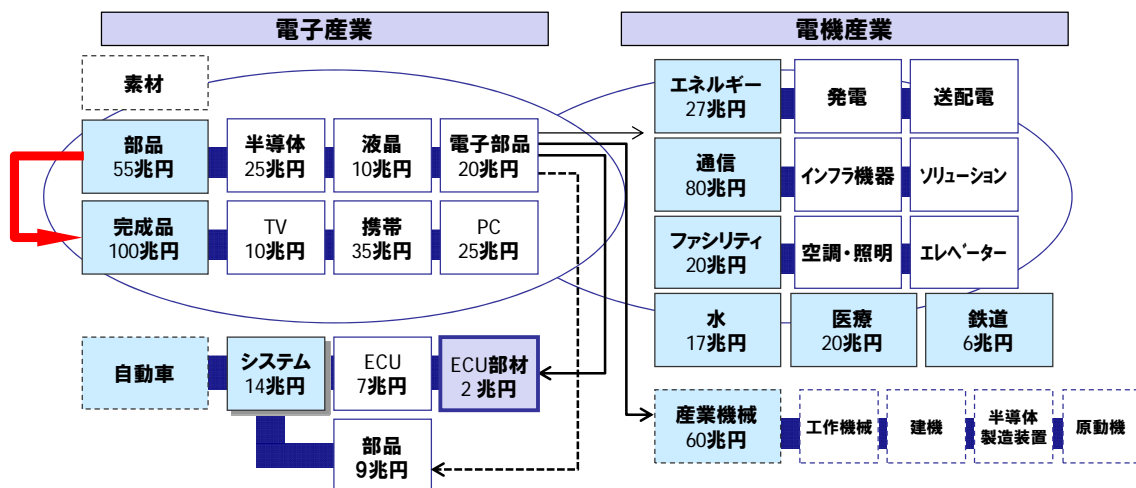 電子産業
電機産業
素材
部品
55兆円
半導体
25兆円
液晶
10兆円
電子部品
20兆円
完成品
100兆円
TV
10兆円
携帯
35兆円
PC
25兆円
エネルギー
27兆円
発電
送配電
通信
80兆円
インフラ機器
ソリューション
ファシリティ
20兆円
空調・照明
エレベーター
水
17兆円
医療
20兆円
鉄道
6兆円
自動車
システム
14兆円
ECU
7兆円
ECU部材
2 兆円
部品
9兆円
産業機械
60兆円
工作機械
建機
半導体
製造装置
原動機